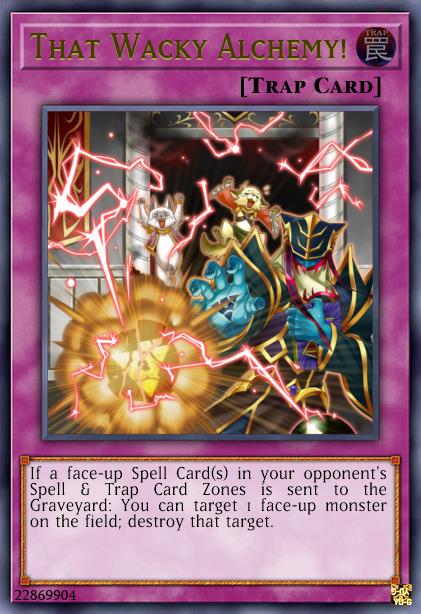 That Wacky Alchemy!
TRAP
罠
[Trap Card]
If a face-up Spell Card(s) in your opponent's
Spell & Trap Card Zones is sent to the
Graveyard: You can target 1 face-up monster
on the field; destroy that target.
22869904